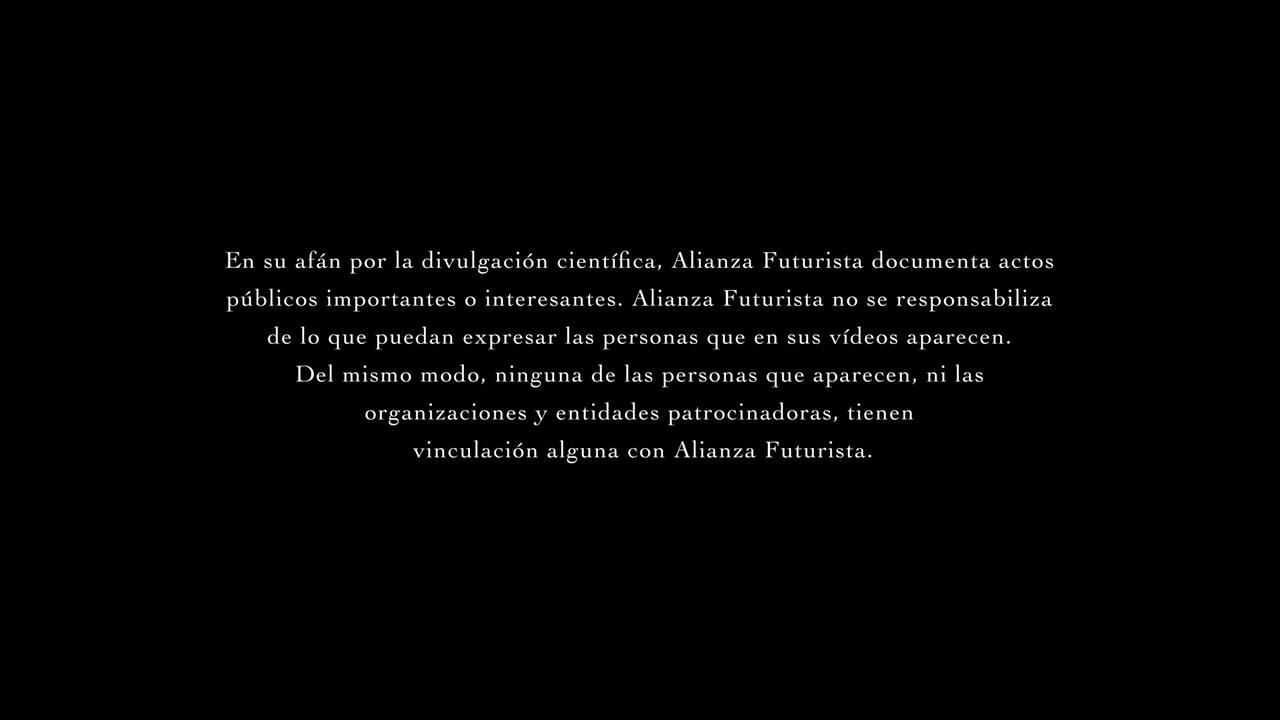 En su afán por la divulgación científica, Alianza Futurista documenta actos
públicos importantes o interesantes. Alianza Futurista no se responsabiliza
de lo que puedan expresar las personas que en sus vídeos aparecen.
Del mismo modo, ninguna de las personas que aparecen, ni las
organizaciones y entidades patrocinadoras, tienen
vinculación alguna con Alianza Futurista.